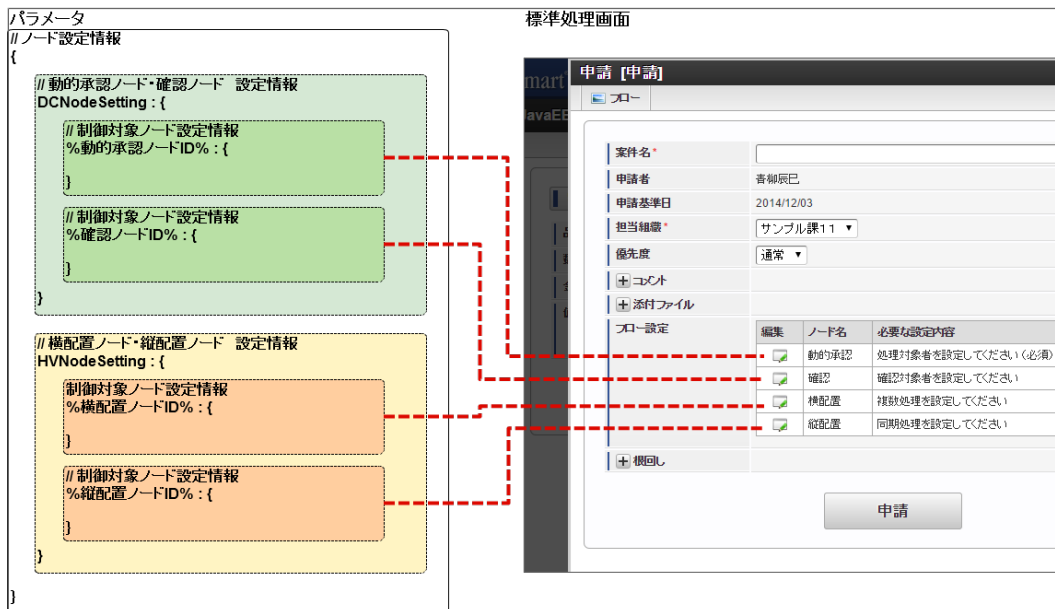 パラメータ
// ノード設定情報
{
// 動的承認ノード・確認ノード 設定情報
DCNodeSetting : {
// 制御対象ノード設定情報
%動的承認ノードID% : {
}
// 制御対象ノード設定情報
%確認ノードID% : {
}
}
// 横配置ノード・縦配置ノード 設定情報
HVNodeSetting : {
制御対象ノード設定情報
%横配置ノードID% : {
}
// 制御対象ノード設定情報
%縦配置ノードID% : {
}
}
}
標準処理画面
mart
JavaEE
申請 [申請]
フロー
案件名*
申請者 青柳辰巳
申請基準日 2014/12/03
担当組織* サンプル課11 ▼
優先度 通常 ▼
+ コメント
+ 添付ファイル
フロー設定
編集 ノード名 必要な設定内容
動的承認 処理対象者を設定してください(必須)
確認 確認対象者を設定してください
横配置 複数処理を設定してください
縦配置 同期処理を設定してください
+ 根回し
申請